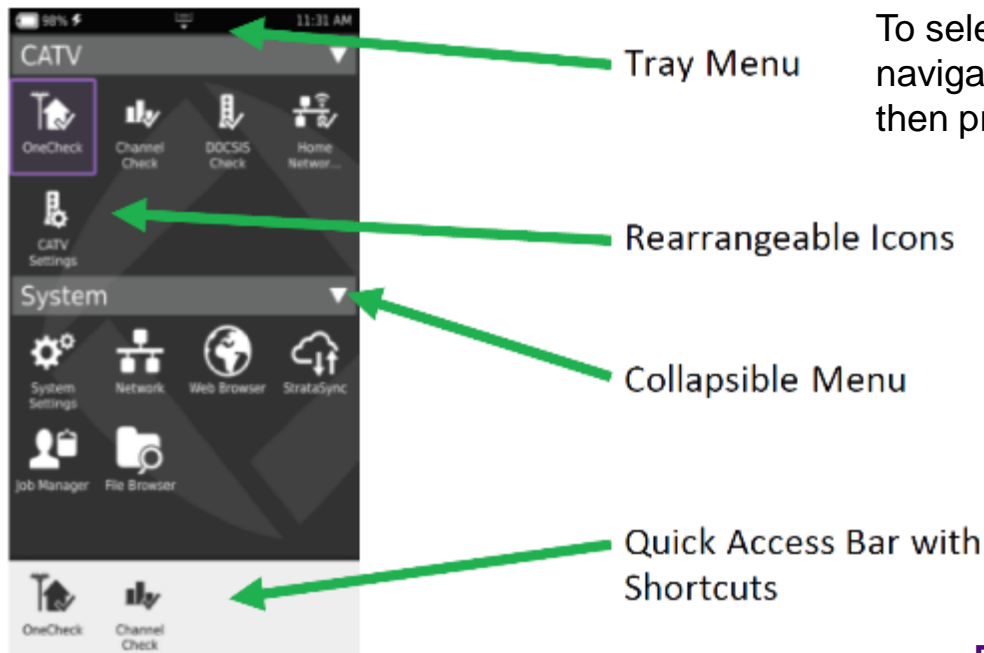 98% 11:31 AM
CATV
OneCheck
Channel
Check
DOCSIS
Check
Home
Networ...
CATV
Settings
System
System
Settings
Network
Web Browser
StrataSync
Job Manager
File Browser
OneCheck
Channel
Check
Tray Menu
Rearrangeable Icons
Collapsible Menu
Quick Access Bar with
Shortcuts
To sele
naviga
then pr